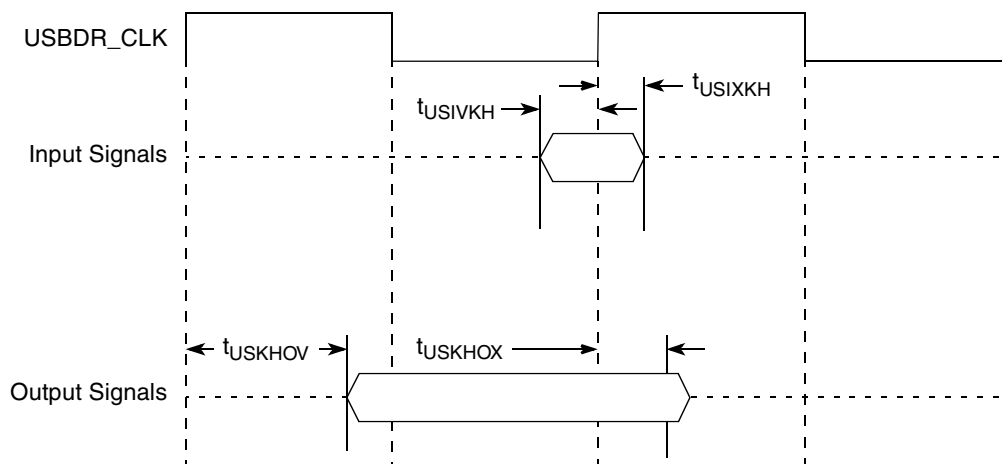 USBDR_CLK
tUSIXKH
tUSIVKH
Input Signals
tUSKHOV
tUSKHOX
Output Signals